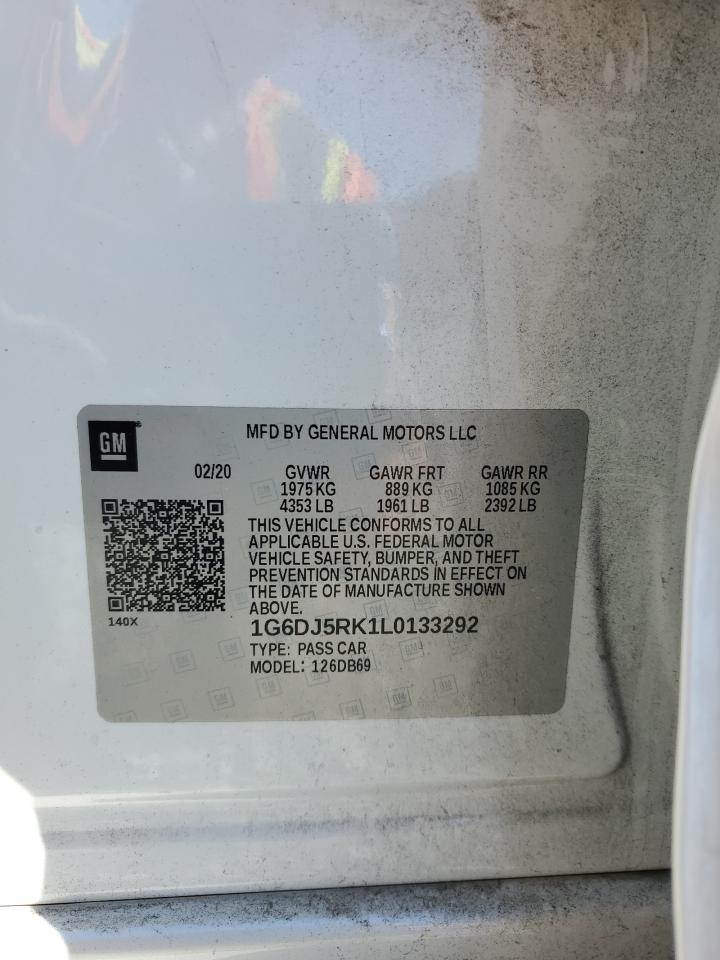 GM
MFD BY GENERAL MOTORS LLC
02/20 GVWR GAWR FRT GAWR RR
1975 KG 889 KG 1085 KG
4353 LB 1961 LB 2392 LB
THIS VEHICLE CONFORMS TO ALL
APPLICABLE U.S. FEDERAL MOTOR
VEHICLE SAFETY, BUMPER, AND THEFT
PREVENTION STANDARDS IN EFFECT ON
THE DATE OF MANUFACTURE SHOWN
ABOVE.
140X
1G6DJ5RK1L0133292
TYPE: PASS CAR
MODEL: 126DB69